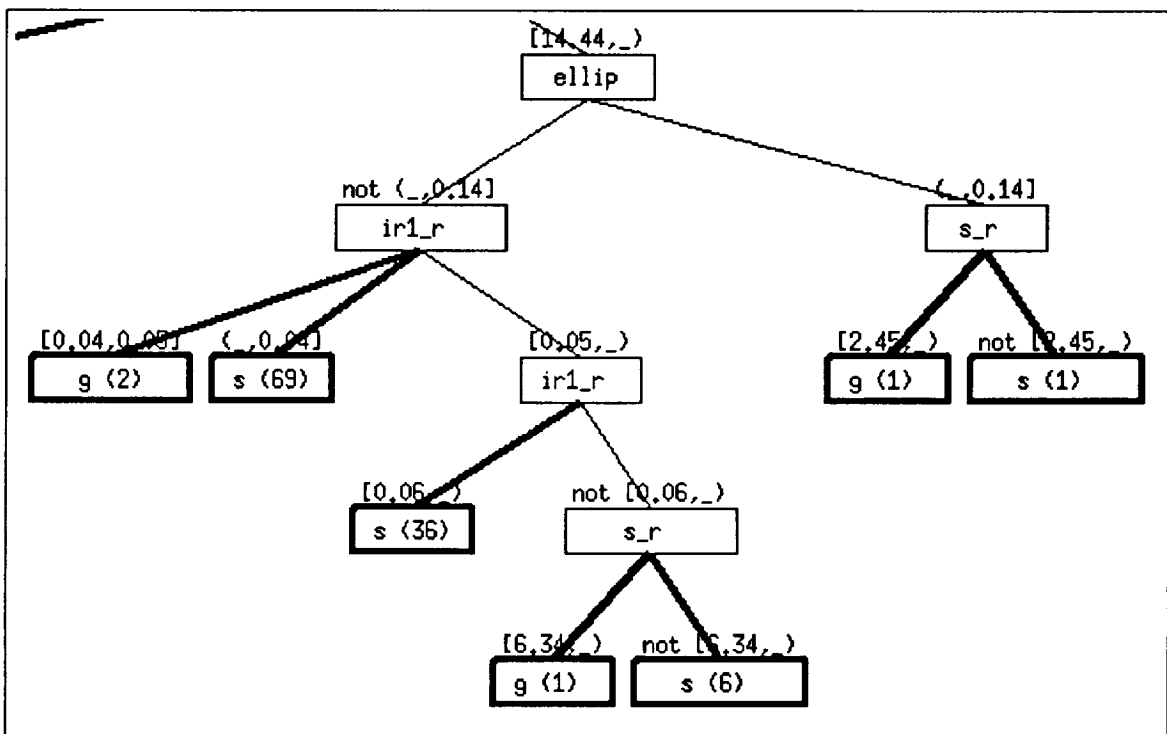 [14.44,_)
ellip
not (_,0.14] (_,0.14]
ir1_r s_r
[0.04,0.05] (_,0.04] [0.05,_) [2.45,_) not [2.45,_)
g (2) s (69) ir1_r g (1) s (1)
[0.06,_) not [0.06,_)
s (36) s_r
[6.34,_) not [6.34,_)
g (1) s (6)